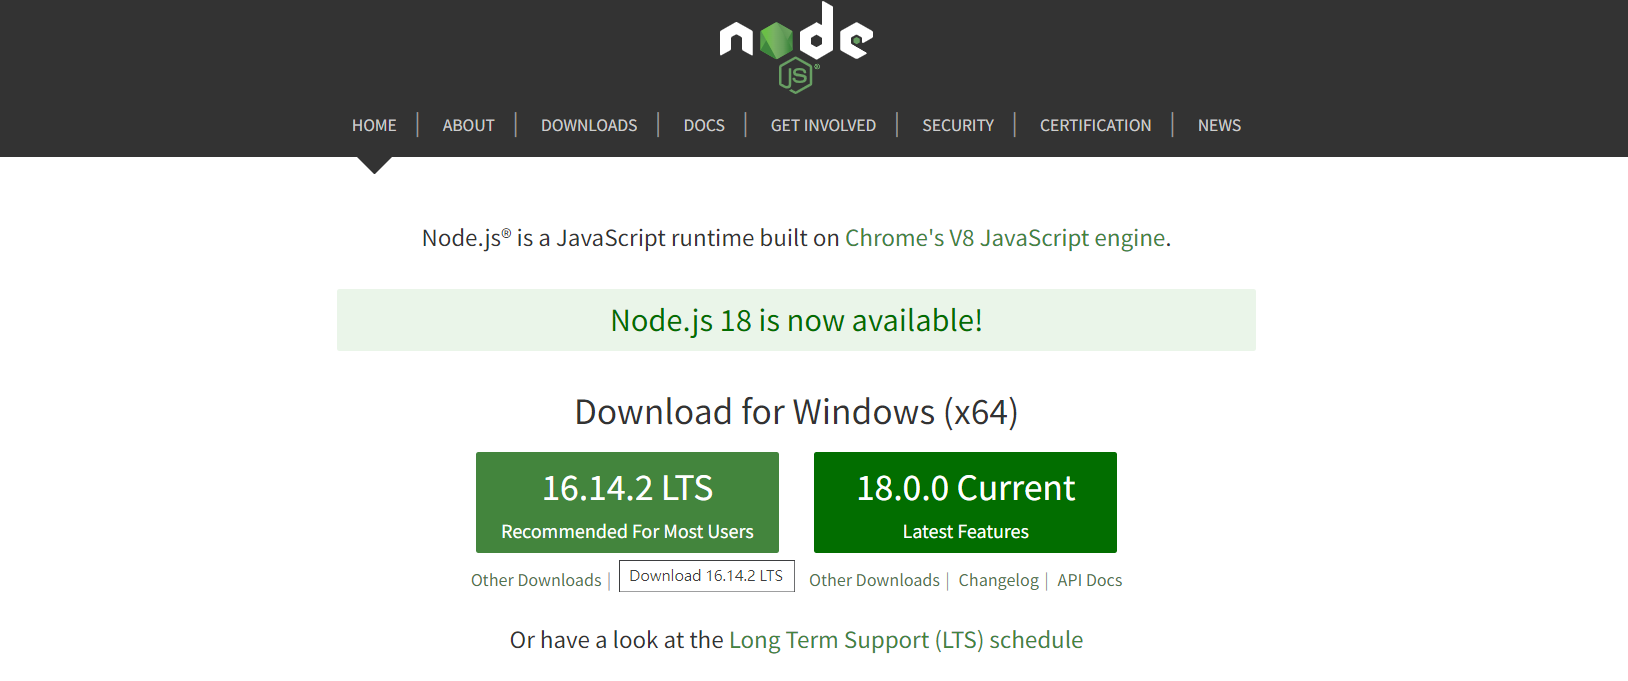 node
JS®
HOME | ABOUT | DOWNLOADS | DOCS | GET INVOLVED | SECURITY | CERTIFICATION | NEWS
Node.js® is a JavaScript runtime built on Chrome's V8 JavaScript engine.
Node.js 18 is now available!
Download for Windows (x64)
16.14.2 LTS
Recommended For Most Users
18.0.0 Current
Latest Features
Other Downloads |
Download 16.14.2 LTS
Other Downloads | Changelog | API Docs
Or have a look at the Long Term Support (LTS) schedule